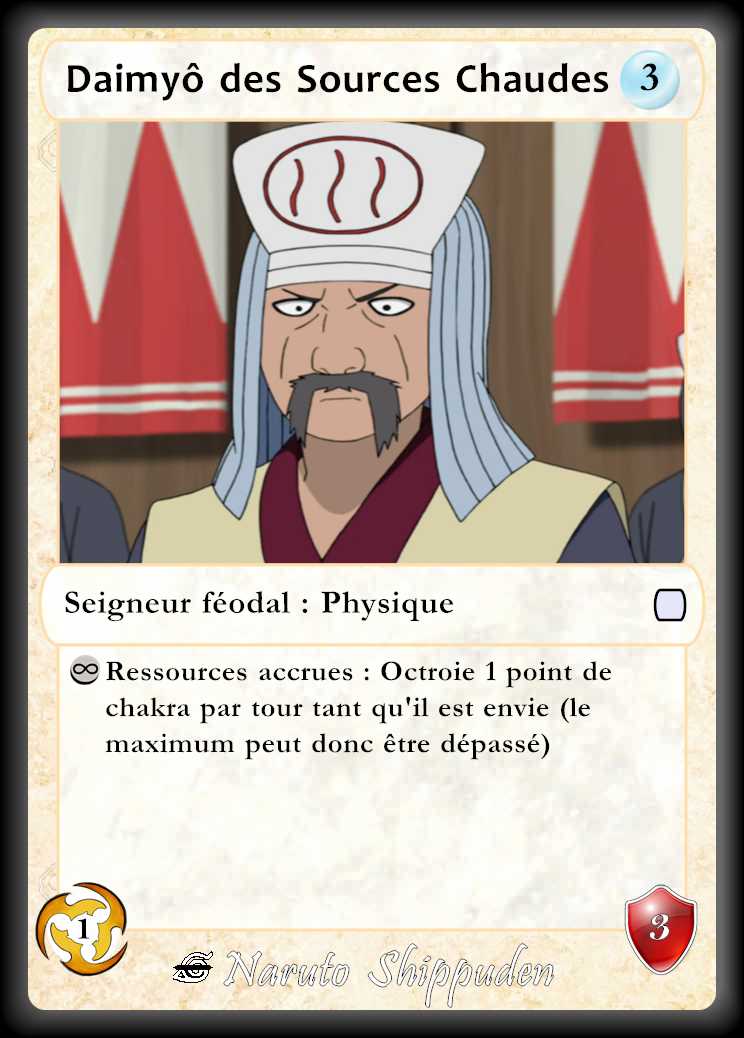 Daimyô des Sources Chaudes 3
Seigneur féodal : Physique
Ressources accrues : Octroie 1 point de
chakra par tour tant qu'il est envie (le
maximum peut donc être dépassé)
1
3
Naruto Shippuden